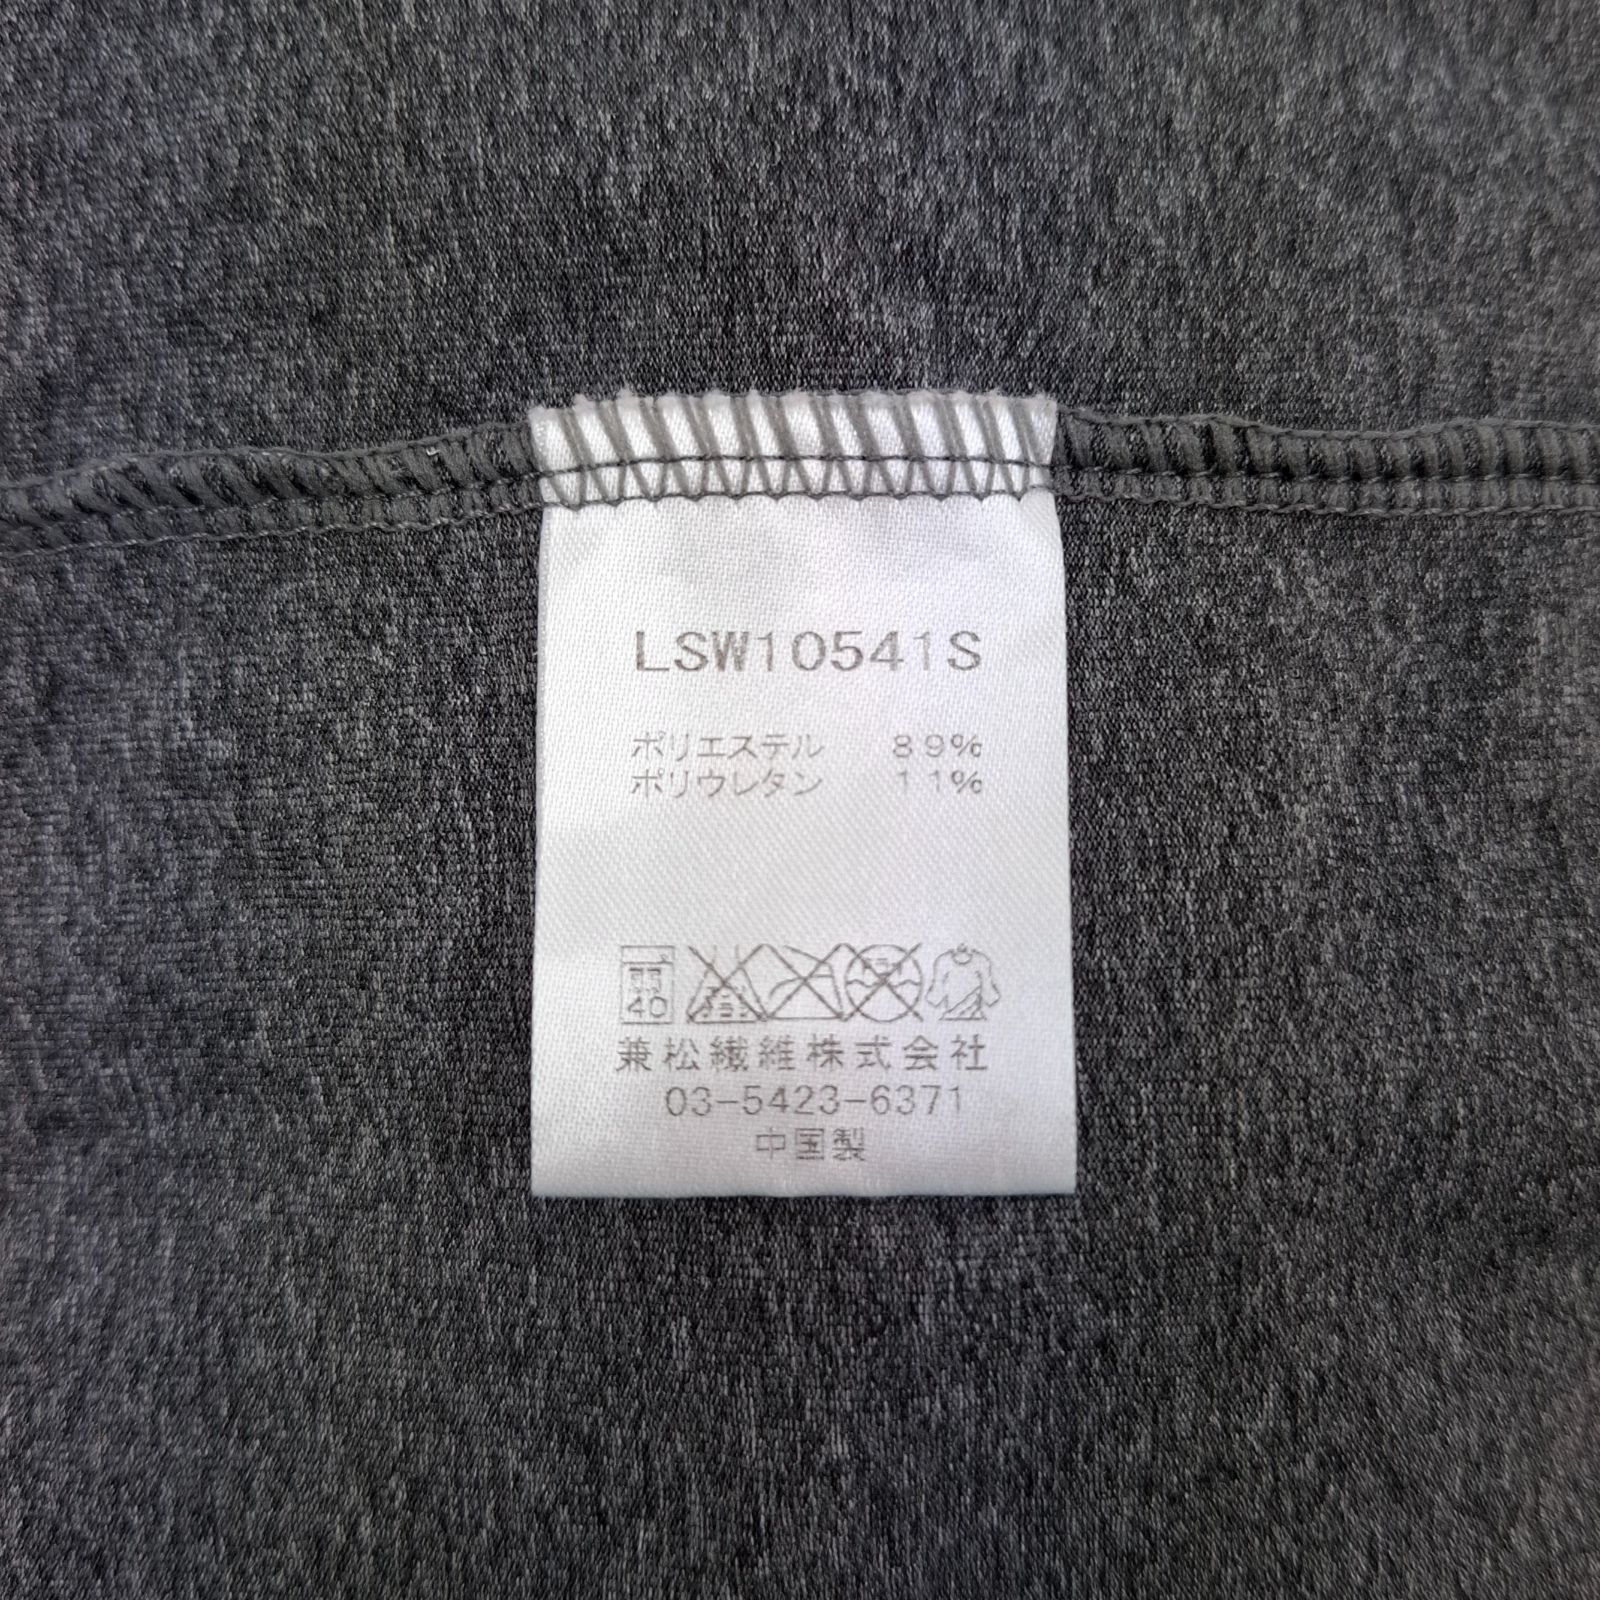 LSW10541S
ポリエステル 89%
ポリウレタン 11%
弱
40
兼松繊維株式会社
03-5423-6371
中国製